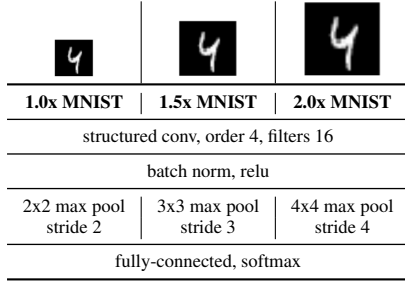 1.0x MNIST 1.5x MNIST 2.0x MNIST
structured conv, order 4, filters 16
batch norm, relu
2x2 max pool 3x3 max pool 4x4 max pool
stride 2 stride 3 stride 4
fully-connected, softmax